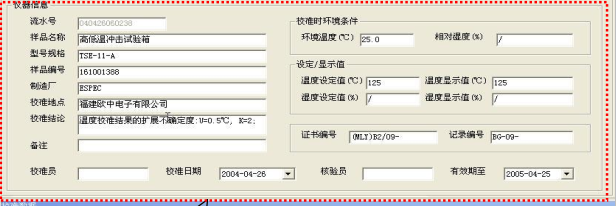 仪器信息
流水号 040426060238
样品名称 高低温冲击试验箱
型号规格 TSE-11-A
样品编号 161001388
制造厂 ESPEC
校准地点 福建欧中电子有限公司
校准结论 温度校准结果的扩展不确定度:U=0.5℃, K=2;
备注
校准时环境条件
环境温度(℃) 25.0 相对湿度(%) /
设定/显示值
温度设定值(℃) 125 温度显示值(℃) 125
湿度设定值(%) / 湿度显示值(%) /
证书编号 (MLY)B2/09- 记录编号 BG-09-
校准员 校准日期 2004-04-26 核验员 有效期至 2005-04-25